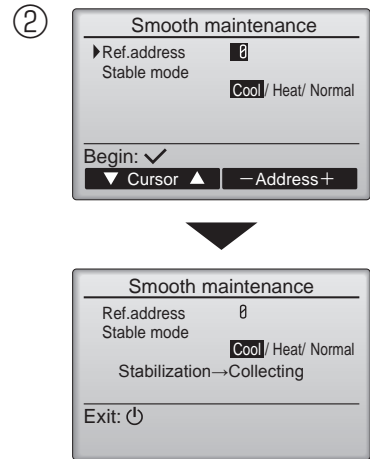 ②
Smooth maintenance
▶Ref.address 0
Stable mode
Cool / Heat/ Normal
Begin: ✓
▼ Cursor ▲ －Address＋
Smooth maintenance
Ref.address 0
Stable mode
Cool / Heat/ Normal
Stabilization→Collecting
Exit: ⏻